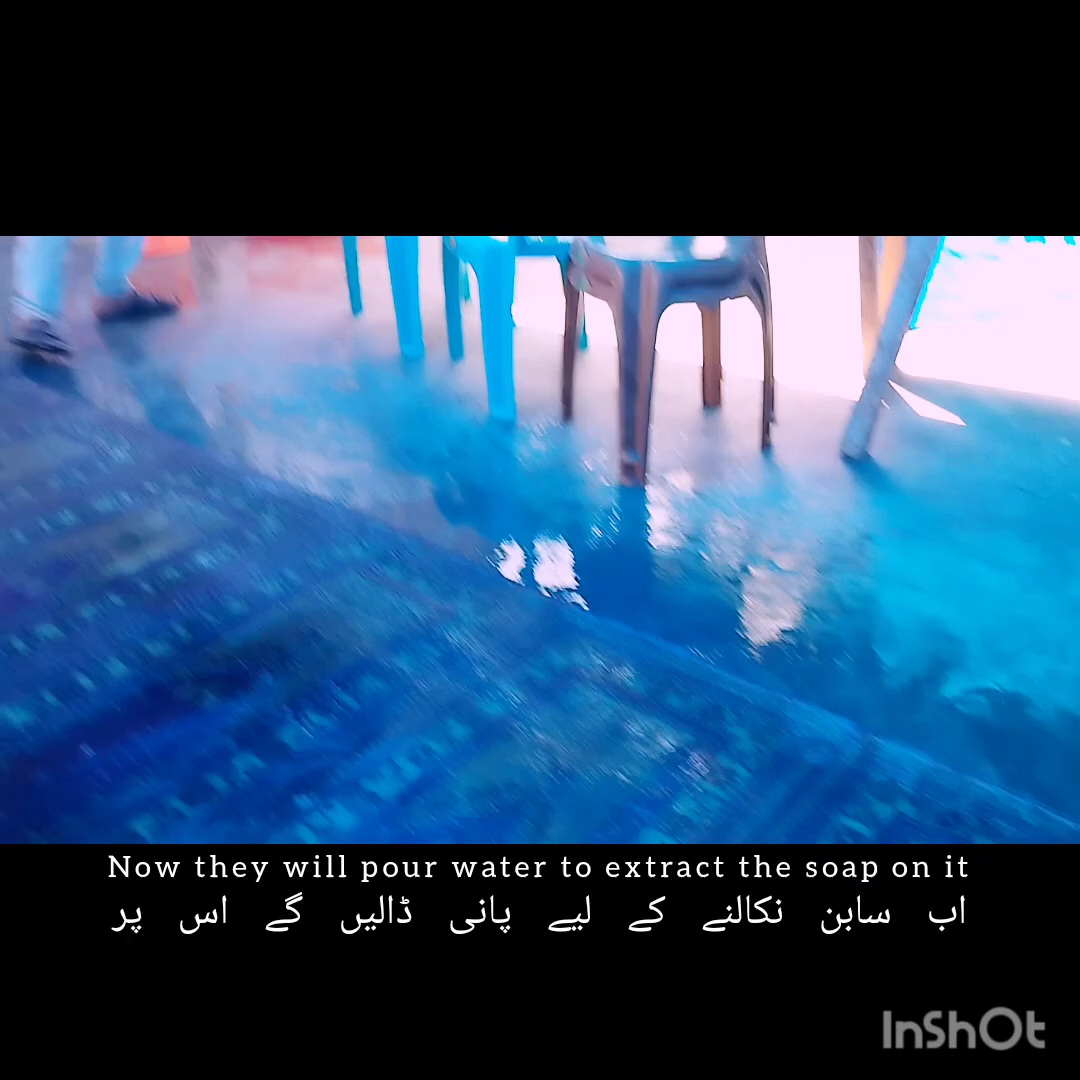 Now they will pour water to extract the soap on it
اب سابن نکالنے کے لیے پانی ڈالیں گے اس پر
InShOt